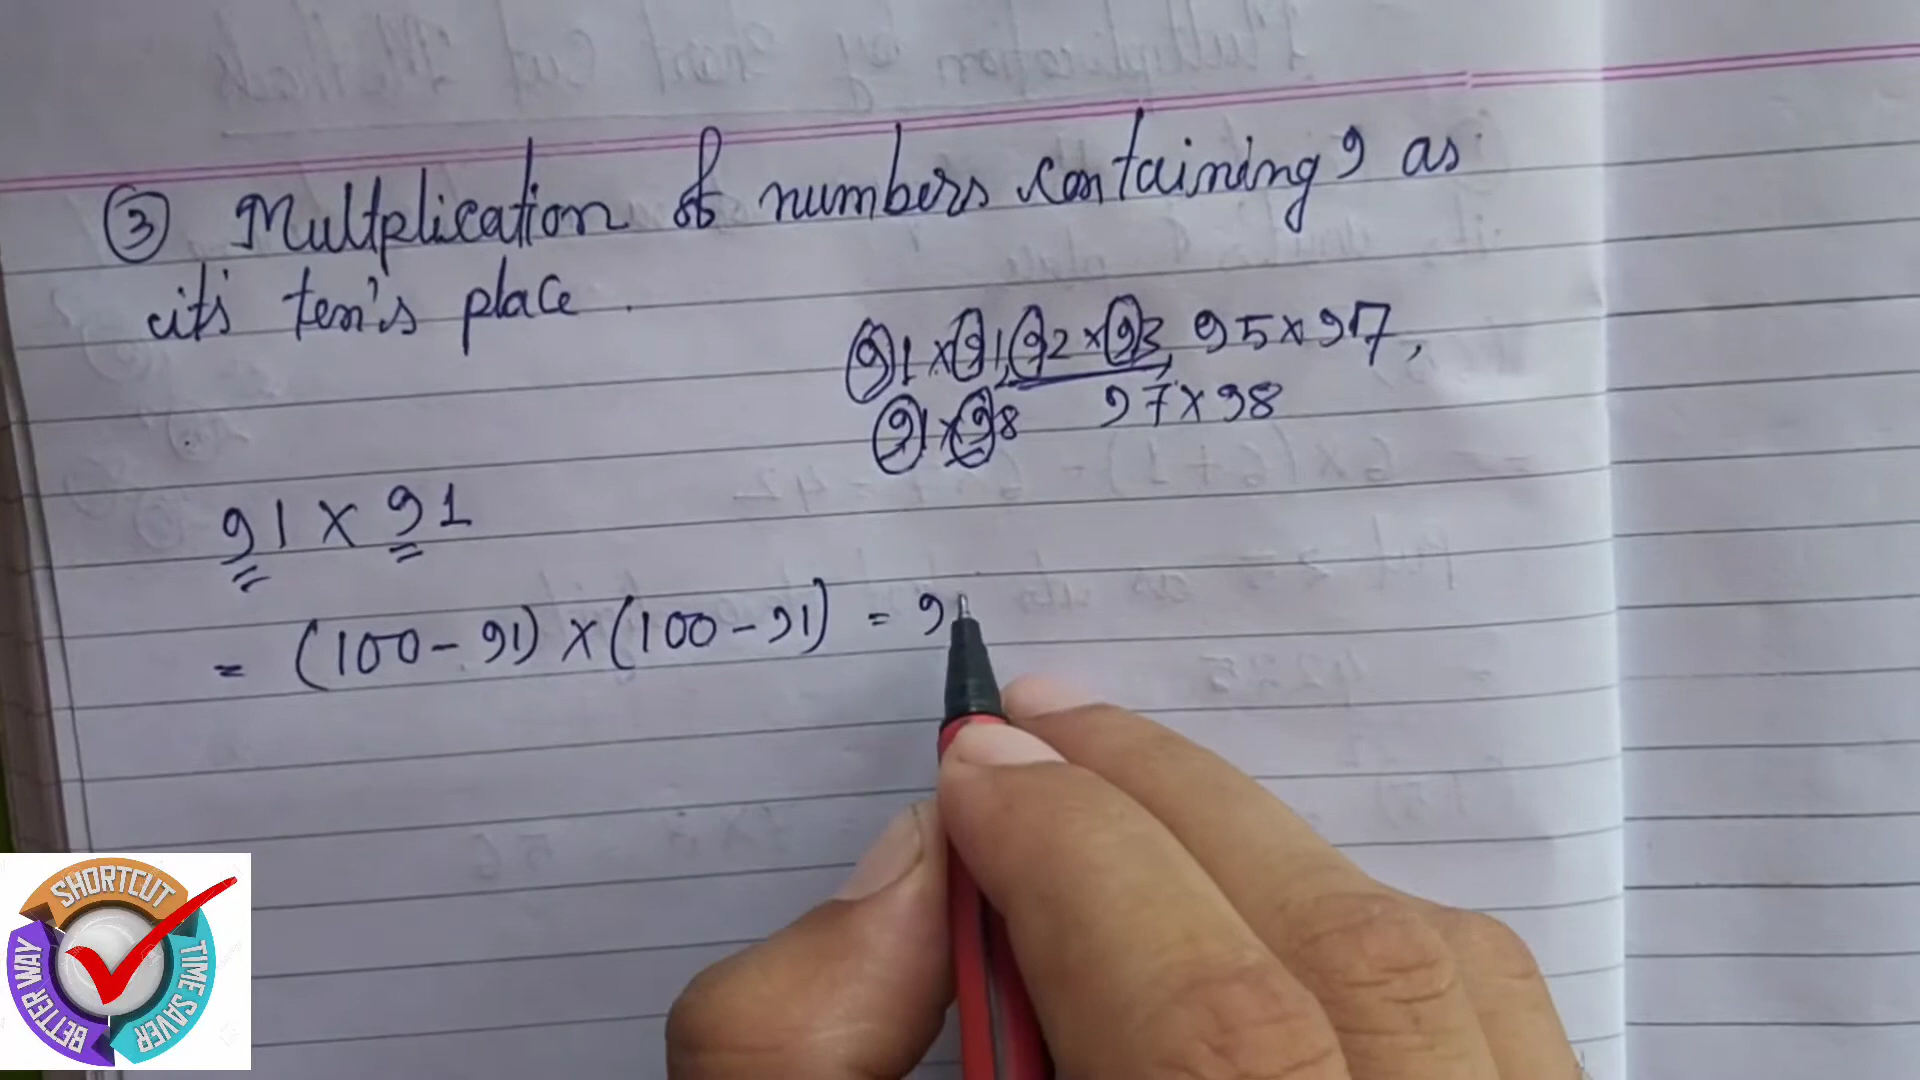 ③ Multplication of numbers containing 9 as
its ten's place.
91 x 91, 92 x 93, 95 x 97,
91 x 98 97 x 98
91 x 91
= (100 - 91) x (100 - 91) = 9
SHORTCUT
BETTER WAY
TIME SAVER